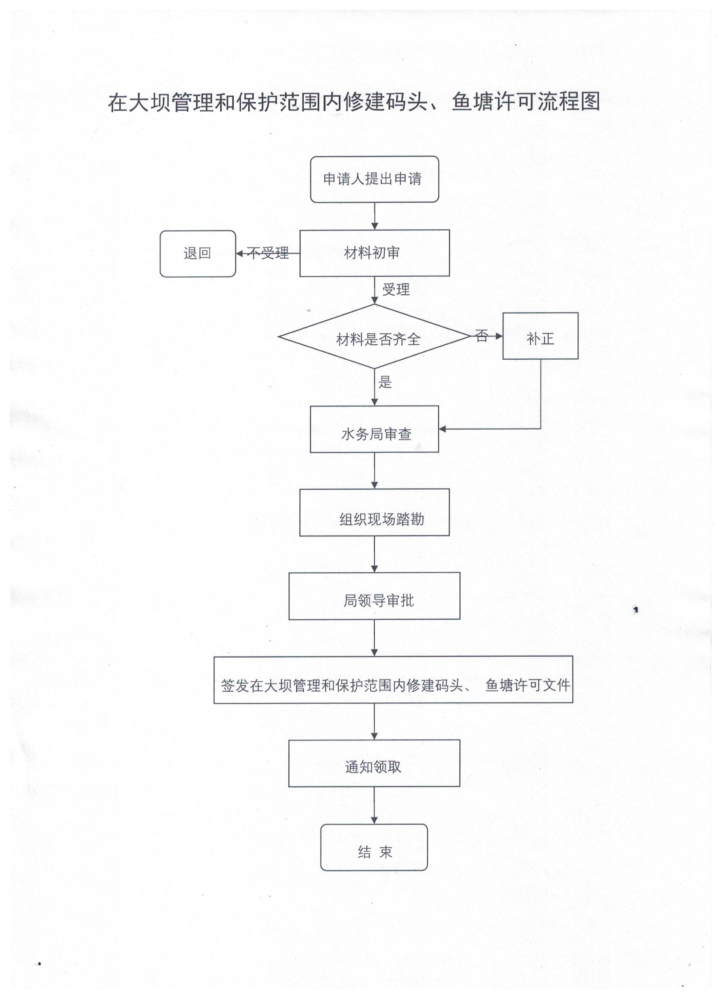 在大坝管理和保护范围内修建码头、鱼塘许可流程图
申请人提出申请
退回
不受理
材料初审
受理
材料是否齐全
否
补正
是
水务局审查
组织现场踏勘
局领导审批
签发在大坝管理和保护范围内修建码头、 鱼塘许可文件
通知领取
结 束